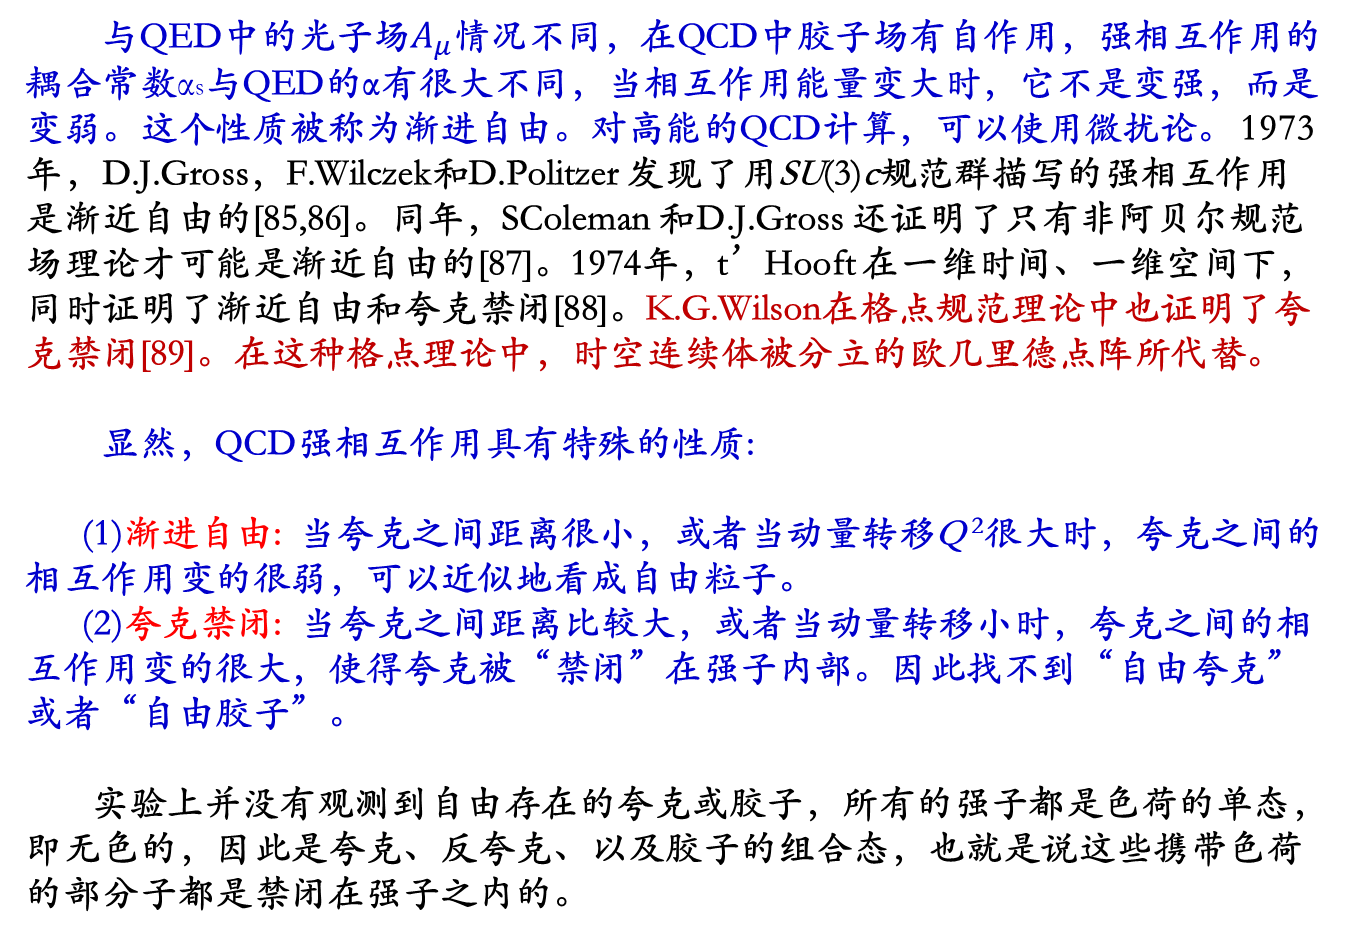 与QED中的光子场Aμ情况不同，在QCD中胶子场有自作用，强相互作用的
耦合常数αs与QED的α有很大不同，当相互作用能量变大时，它不是变强，而是
变弱。这个性质被称为渐进自由。对高能的QCD计算，可以使用微扰论。1973
年，D.J.Gross，F.Wilczek和D.Politzer 发现了用SU(3)c规范群描写的强相互作用
是渐近自由的[85,86]。同年，SColeman 和D.J.Gross 还证明了只有非阿贝尔规范
场理论才可能是渐近自由的[87]。1974年，t’Hooft在一维时间、一维空间下，
同时证明了渐近自由和夸克禁闭[88]。K.G.Wilson在格点规范理论中也证明了夸
克禁闭[89]。在这种格点理论中，时空连续体被分立的欧几里德点阵所代替。
显然，QCD强相互作用具有特殊的性质:
(1)渐进自由: 当夸克之间距离很小，或者当动量转移Q²很大时，夸克之间的
相互作用变的很弱，可以近似地看成自由粒子。
(2)夸克禁闭: 当夸克之间距离比较大，或者当动量转移小时，夸克之间的相
互作用变的很大，使得夸克被“禁闭”在强子内部。因此找不到“自由夸克”
或者“自由胶子”。
实验上并没有观测到自由存在的夸克或胶子，所有的强子都是色荷的单态，
即无色的，因此是夸克、反夸克、以及胶子的组合态，也就是说这些携带色荷
的部分子都是禁闭在强子之内的。